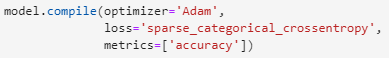 model.compile(optimizer='Adam',
              loss='sparse_categorical_crossentropy',
              metrics=['accuracy'])